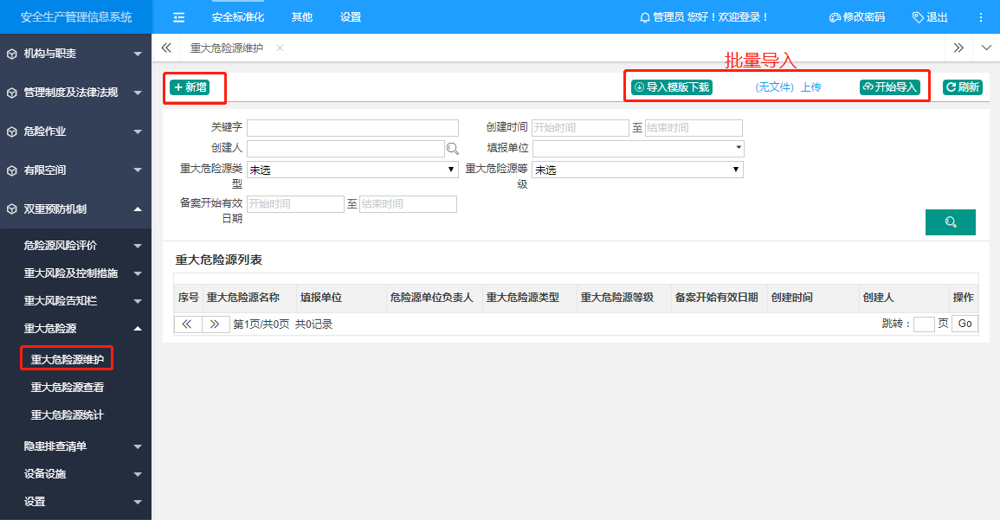 安全生产管理信息系统
安全标准化 其他 设置 管理员 您好！欢迎登录！ 修改密码 退出
机构与职责
管理制度及法律法规
危险作业
有限空间
双重预防机制
危险源风险评价
重大风险及控制措施
重大风险告知栏
重大危险源
重大危险源维护
重大危险源查看
重大危险源统计
隐患排查清单
设备设施
设置
重大危险源维护
批量导入
新增 导入模版下载 (无文件) 上传 开始导入 刷新
关键字 创建时间 开始时间 至 结束时间
创建人 填报单位
重大危险源类型 未选 重大危险源等级 未选
备案开始有效日期 开始时间 至 结束时间
重大危险源列表
序号 重大危险源名称 填报单位 危险源单位负责人 重大危险源类型 重大危险源等级 备案开始有效日期 创建时间 创建人 操作
第1页/共0页 共0记录 跳转： 页 Go